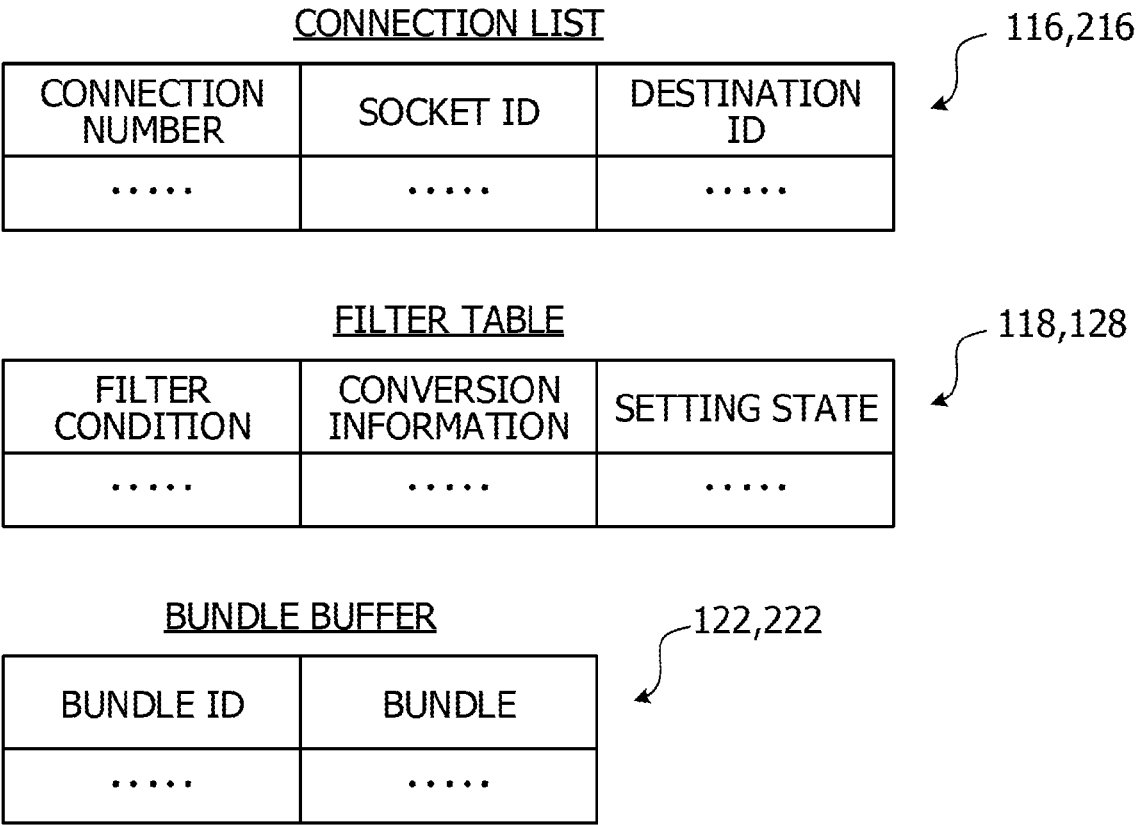 CONNECTION LIST
116,216
CONNECTION NUMBER
SOCKET ID
DESTINATION ID
.....
.....
.....
FILTER TABLE
118,128
FILTER CONDITION
CONVERSION INFORMATION
SETTING STATE
.....
.....
.....
BUNDLE BUFFER
122,222
BUNDLE ID
BUNDLE
.....
.....